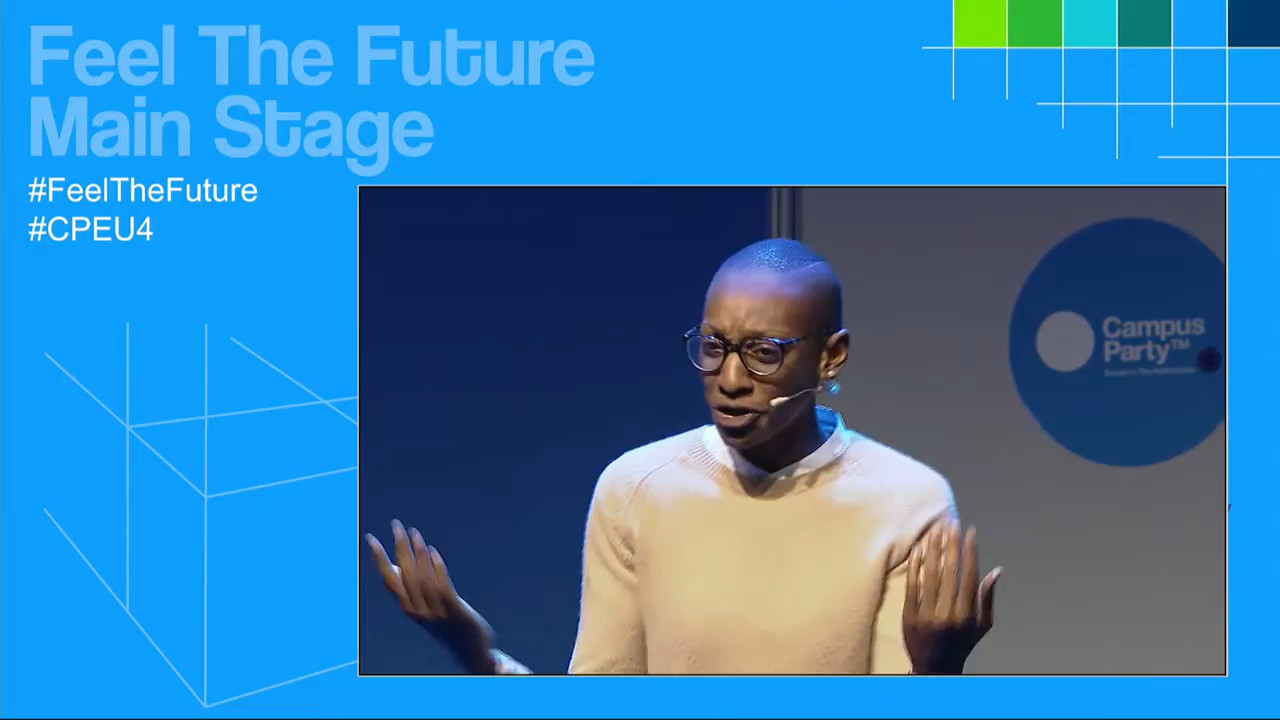 Feel The Future
Main Stage
#FeelTheFuture
#CPEU4
Campus
Party™